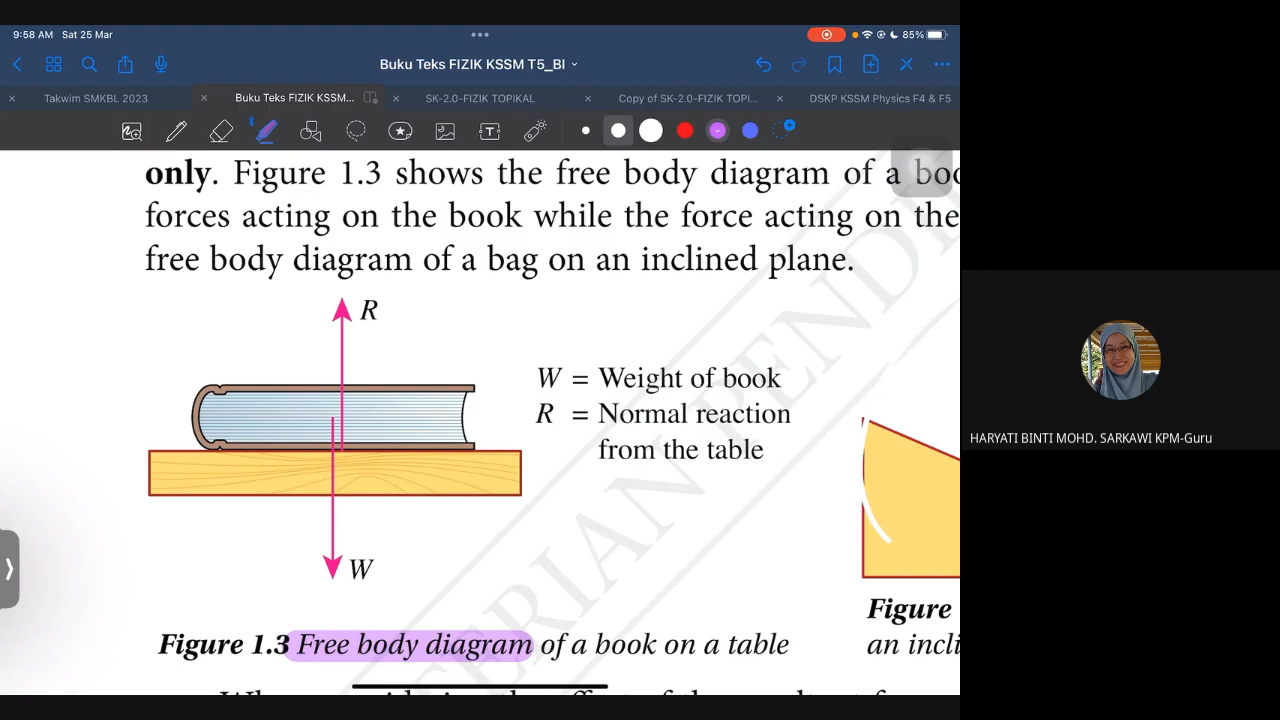 9:58 AM Sat 25 Mar
85%
Buku Teks FIZIK KSSM T5_BI
Takwim SMKBL 2023
Buku Teks FIZIK KSSM...
SK-2.0-FIZIK TOPIKAL
Copy of SK-2.0-FIZIK TOPI...
DSKP KSSM Physics F4 & F5
only. Figure 1.3 shows the free body diagram of a
forces acting on the book while the force acting on the
free body diagram of a bag on an inclined plane.
R
W = Weight of book
R = Normal reaction
from the table
W
Figure
Figure 1.3 Free body diagram of a book on a table
HARYATI BINTI MOHD. SARKAWI KPM-Guru